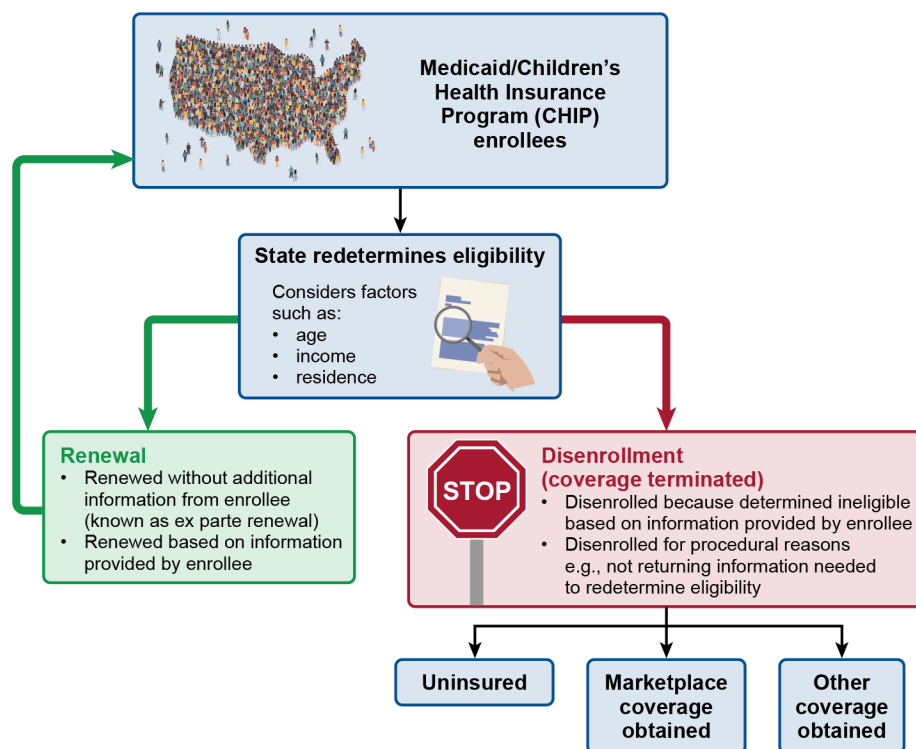 Medicaid/Children’s
Health Insurance
Program (CHIP)
enrollees
State redetermines eligibility
Considers factors
such as:
• age
• income
• residence
Renewal
• Renewed without additional
information from enrollee
(known as ex parte renewal)
• Renewed based on information
provided by enrollee
STOP
Disenrollment
(coverage terminated)
• Disenrolled because determined ineligible
based on information provided by enrollee
• Disenrolled for procedural reasons
e.g., not returning information needed
to redetermine eligibility
Uninsured
Marketplace
coverage
obtained
Other
coverage
obtained